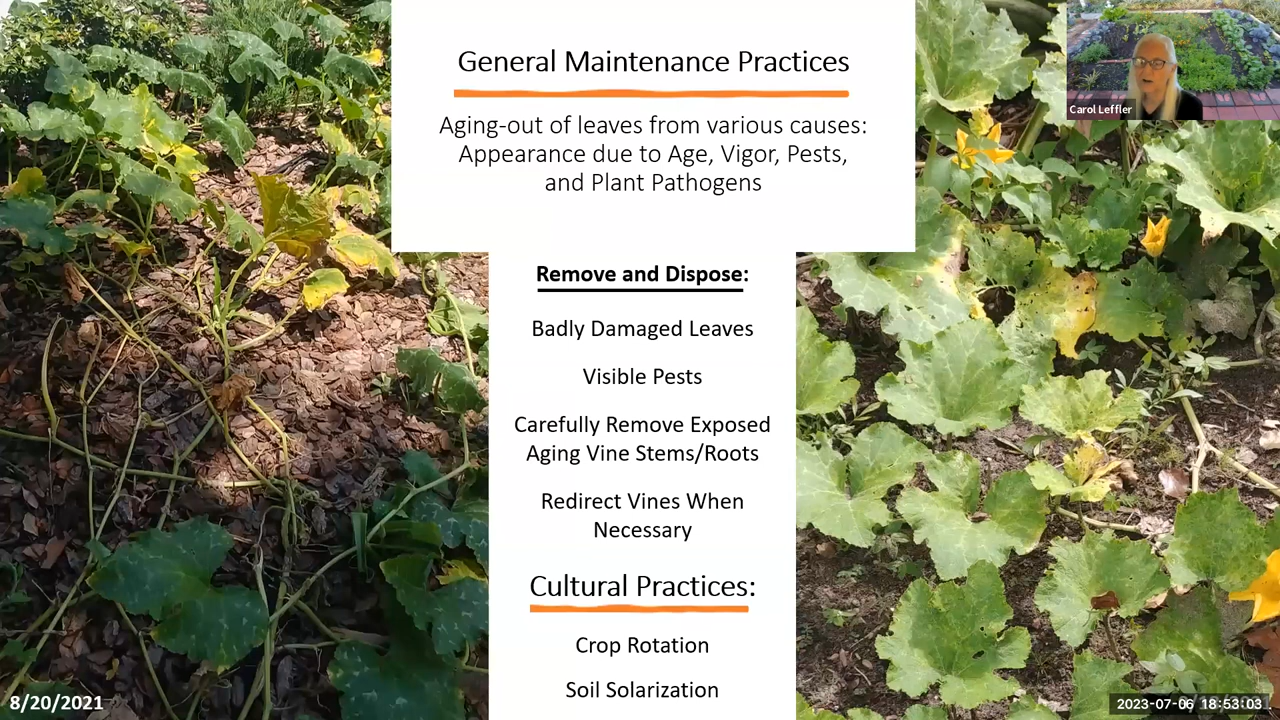 General Maintenance Practices
Aging-out of leaves from various causes:
Appearance due to Age, Vigor, Pests,
and Plant Pathogens
Carol Leffler
Remove and Dispose:
Badly Damaged Leaves
Visible Pests
Carefully Remove Exposed
Aging Vine Stems/Roots
Redirect Vines When
Necessary
Cultural Practices:
Crop Rotation
Soil Solarization
8/20/2021
2023-07-06 18:53:03